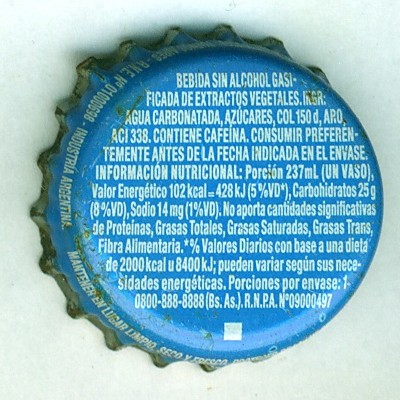 BEBIDA SIN ALCOHOL GASI-
FICADA DE EXTRACTOS VEGETALES. INGR:
AGUA CARBONATADA, AZÚCARES, COL 150 d, ARO,
ACI 338. CONTIENE CAFEÍNA. CONSUMIR PREFEREN-
TEMENTE ANTES DE LA FECHA INDICADA EN EL ENVASE.
INFORMACIÓN NUTRICIONAL: Porción 237mL (UN VASO),
Valor Energético 102 kcal = 428 kJ (5 %VD*), Carbohidratos 25 g
(8 %VD), Sodio 14 mg (1%VD). No aporta cantidades significativas
de Proteínas, Grasas Totales, Grasas Saturadas, Grasas Trans,
Fibra Alimentaria. *% Valores Diarios con base a una dieta
de 2000 kcal u 8400 kJ; pueden variar según sus nece-
sidades energéticas. Porciones por envase: 1-
0800-888-8888 (Bs. As.). R.N.P.A. Nº09000497
R.N.E. Nº 01000696
INDUSTRIA ARGENTINA.
MANTENER EN LUGAR LIMPIO, SECO Y FRESCO,